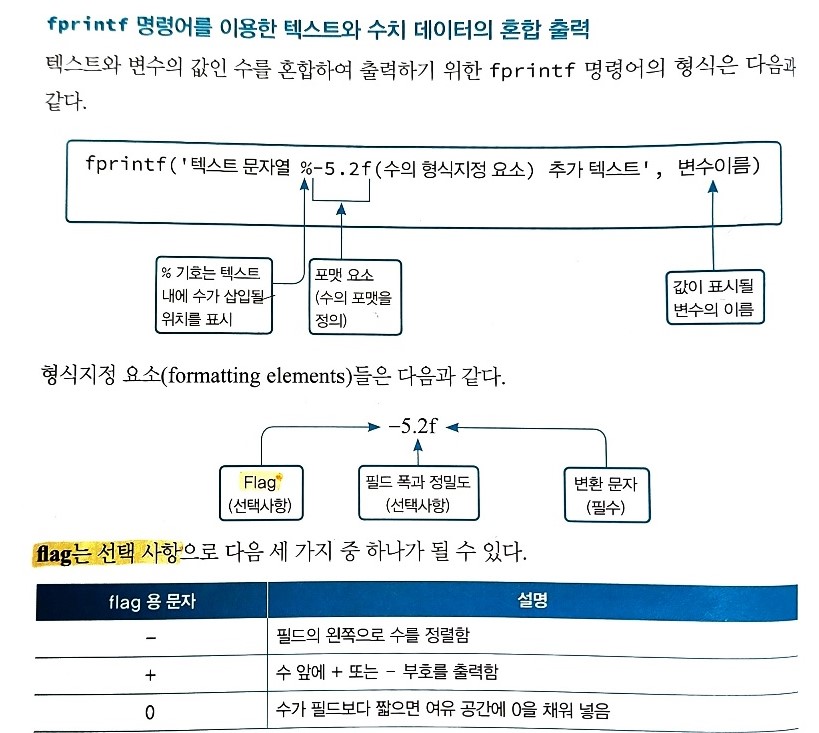 fprintf 명령어를 이용한 텍스트와 수치 데이터의 혼합 출력
텍스트와 변수의 값인 수를 혼합하여 출력하기 위한 fprintf 명령어의 형식은 다음과
같다.
fprintf('텍스트 문자열 %-5.2f(수의 형식지정 요소) 추가 텍스트', 변수이름)
% 기호는 텍스트
내에 수가 삽입될
위치를 표시
포맷 요소
(수의 포맷을
정의)
값이 표시될
변수의 이름
형식지정 요소(formatting elements)들은 다음과 같다.
−5.2f
Flag
(선택사항)
필드 폭과 정밀도
(선택사항)
변환 문자
(필수)
flag는 선택 사항으로 다음 세 가지 중 하나가 될 수 있다.
flag 용 문자 설명
− 필드의 왼쪽으로 수를 정렬함
+ 수 앞에 + 또는 − 부호를 출력함
0 수가 필드보다 짧으면 여유 공간에 0을 채워 넣음